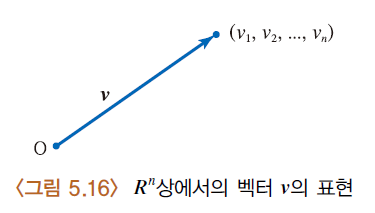 (v₁, v₂, ..., vₙ)
v
O
〈그림 5.16〉 Rⁿ상에서의 벡터 v의 표현